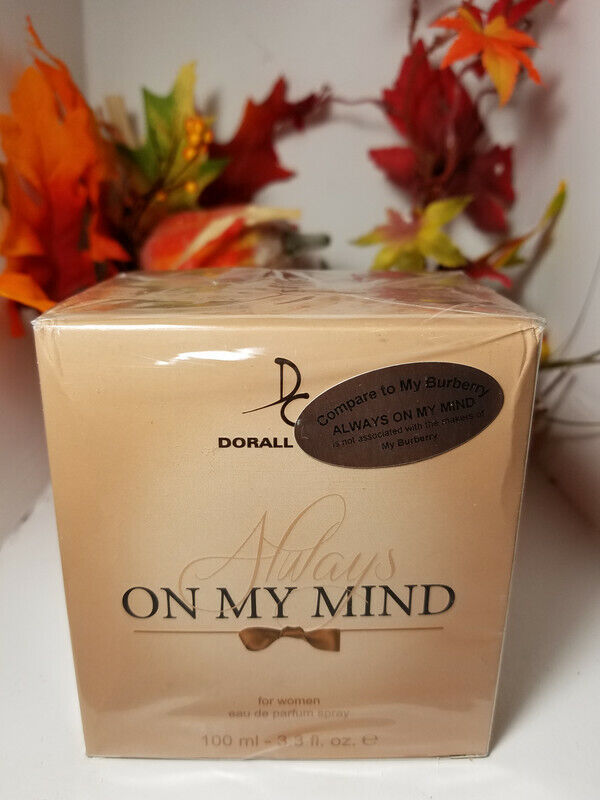 DC
DORALL
Compare to My Burberry
ALWAYS ON MY MIND
is not associated with the makers of
My Burberry
Always
ON MY MIND
for women
eau de parfum spray
100 ml - 3.3 fl. oz. ℮